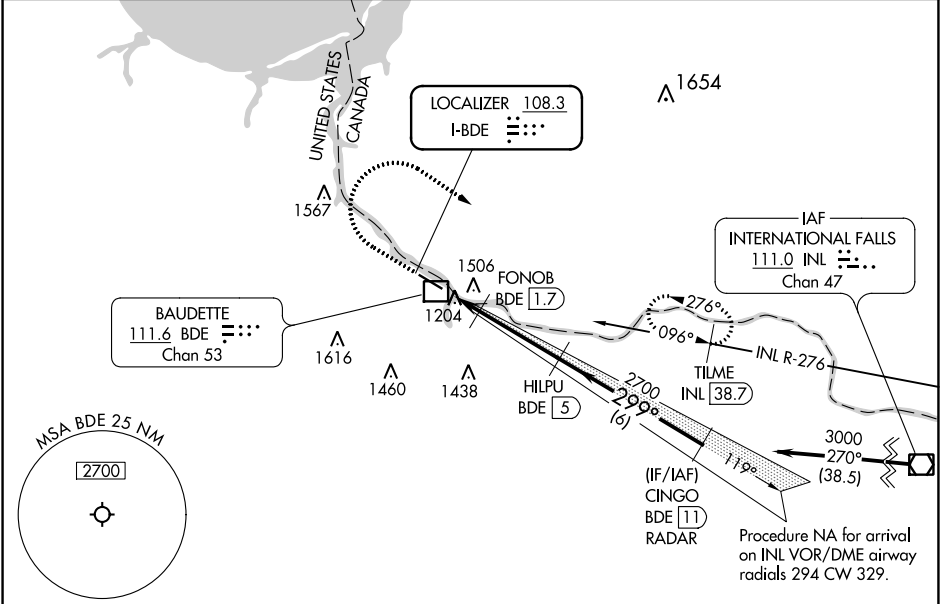 1654
UNITED STATES
CANADA
LOCALIZER 108.3
I-BDE
1567
IAF
INTERNATIONAL FALLS
111.0 INL
Chan 47
1506
FONOB
BDE 1.7
BAUDETTE
111.6 BDE
Chan 53
1204
276°
096°
INL R-276
1616
1460
1438
HILPU
BDE 5
TILME
INL 38.7
2700
299°
(6)
119°
3000
270°
(38.5)
MSA BDE 25 NM
2700
(IF/IAF)
CINGO
BDE 11
RADAR
Procedure NA for arrival
on INL VOR/DME airway
radials 294 CW 329.